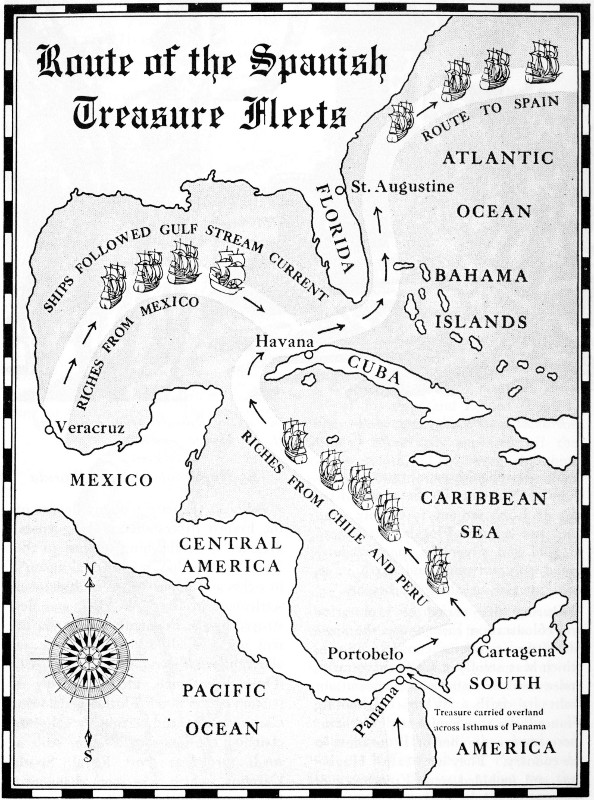 Route of the Spanish
Treasure Fleets
ROUTE TO SPAIN
ATLANTIC
OCEAN
St. Augustine
FLORIDA
SHIPS FOLLOWED GULF STREAM CURRENT
RICHES FROM MEXICO
BAHAMA
ISLANDS
Havana
CUBA
Veracruz
MEXICO
RICHES FROM CHILE AND PERU
CARIBBEAN
SEA
CENTRAL
AMERICA
N
S
Portobelo
Cartagena
PACIFIC
OCEAN
Panama
SOUTH
Treasure carried overland
across Isthmus of Panama
AMERICA